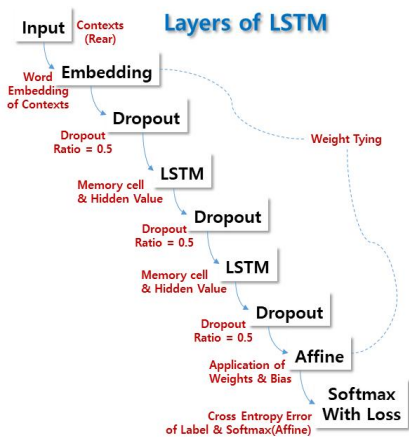 Layers of LSTM
Input
Contexts
(Rear)
Word
Embedding
of Contexts
Embedding
Dropout
Dropout
Ratio = 0.5
Weight Tying
LSTM
Memory cell
& Hidden Value
Dropout
Dropout
Ratio = 0.5
LSTM
Memory cell
& Hidden Value
Dropout
Dropout
Ratio = 0.5
Affine
Application of
Weights & Bias
Softmax
With Loss
Cross Entropy Error
of Label & Softmax(Affine)